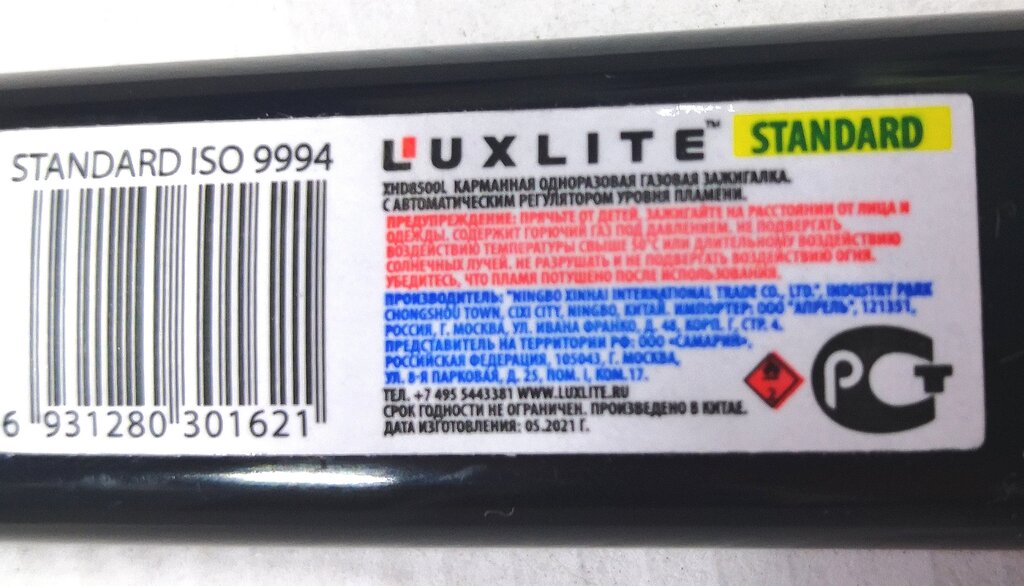 STANDARD ISO 9994
6 931280 301621
LUXLITE™ STANDARD
XHD8500L КАРМАННАЯ ОДНОРАЗОВАЯ ГАЗОВАЯ ЗАЖИГАЛКА.
С АВТОМАТИЧЕСКИМ РЕГУЛЯТОРОМ УРОВНЯ ПЛАМЕНИ.
ПРЕДУПРЕЖДЕНИЕ: ПРЯЧЬТЕ ОТ ДЕТЕЙ. ЗАЖИГАЙТЕ НА РАССТОЯНИИ ОТ ЛИЦА И
ОДЕЖДЫ. СОДЕРЖИТ ГОРЮЧИЙ ГАЗ ПОД ДАВЛЕНИЕМ. НЕ ПОДВЕРГАТЬ
ВОЗДЕЙСТВИЮ ТЕМПЕРАТУРЫ СВЫШЕ 50°С ИЛИ ДЛИТЕЛЬНОМУ ВОЗДЕЙСТВИЮ
СОЛНЕЧНЫХ ЛУЧЕЙ. НЕ РАЗРУШАТЬ И НЕ ПОДВЕРГАТЬ ВОЗДЕЙСТВИЮ ОГНЯ.
УБЕДИТЕСЬ, ЧТО ПЛАМЯ ПОТУШЕНО ПОСЛЕ ИСПОЛЬЗОВАНИЯ.
ПРОИЗВОДИТЕЛЬ: "NINGBO XINHAI INTERNATIONAL TRADE CO., LTD.". INDUSTRY PARK
CHONGSHOU TOWN, CIXI CITY, NINGBO, КИТАЙ. ИМПОРТЕР: ООО "АПРЕЛЬ", 121351,
РОССИЯ, Г. МОСКВА, УЛ. ИВАНА ФРАНКО, Д. 48, КОРП. Г, СТР. 4.
ПРЕДСТАВИТЕЛЬ НА ТЕРРИТОРИИ РФ: ООО «САМАРИЙ»,
РОССИЙСКАЯ ФЕДЕРАЦИЯ, 105043, Г. МОСКВА,
УЛ. 8-Я ПАРКОВАЯ, Д. 25, ПОМ. I, КОМ. 17.
ТЕЛ. +7 495 5443381 WWW.LUXLITE.RU
СРОК ГОДНОСТИ НЕ ОГРАНИЧЕН. ПРОИЗВЕДЕНО В КИТАЕ.
ДАТА ИЗГОТОВЛЕНИЯ: 05.2021 Г.
2
РСТ